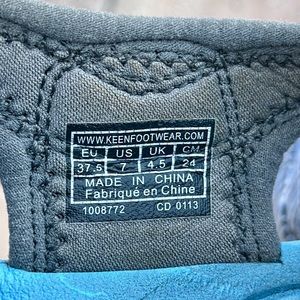 WWW.KEENFOOTWEAR.COM
EU US UK CM
37.5 7 4.5 24
MADE IN CHINA
Fabriqué en Chine
1008772 CD 0113